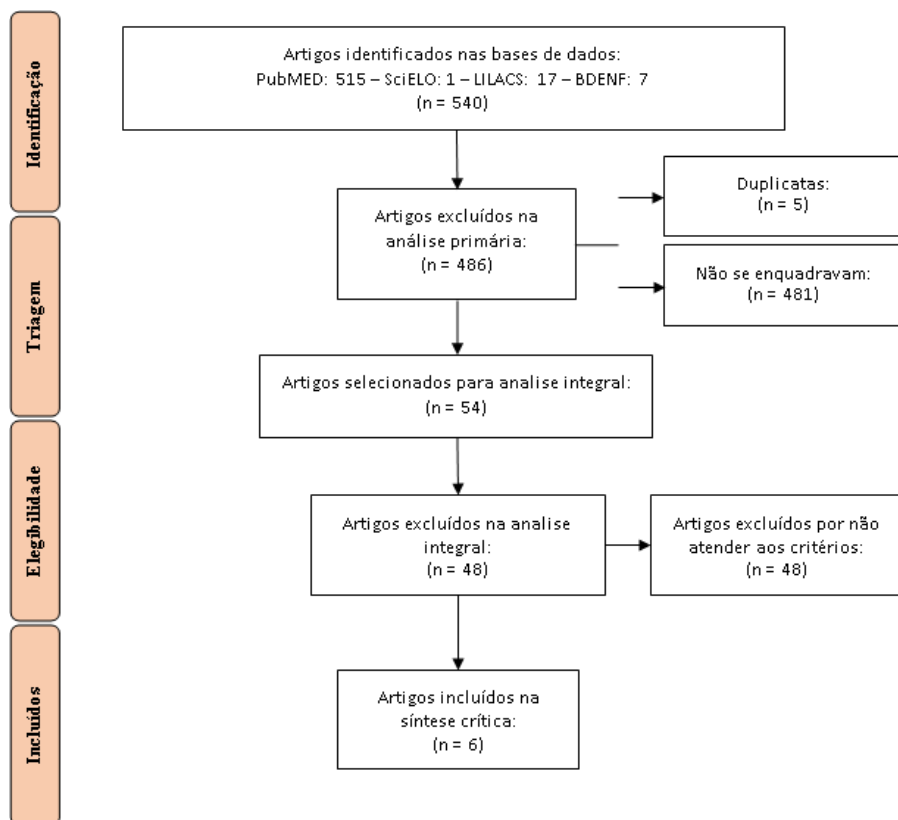 Identificação
Artigos identificados nas bases de dados:
PubMED: 515 – SciELO: 1 – LILACS: 17 – BDENF: 7
(n = 540)
Duplicatas:
(n = 5)
Triagem
Artigos excluídos na
análise primária:
(n = 486)
Não se enquadravam:
(n = 481)
Artigos selecionados para analise integral:
(n = 54)
Elegibilidade
Artigos excluídos na analise
integral:
(n = 48)
Artigos excluídos por não
atender aos critérios:
(n = 48)
Incluídos
Artigos incluídos na
síntese crítica:
(n = 6)